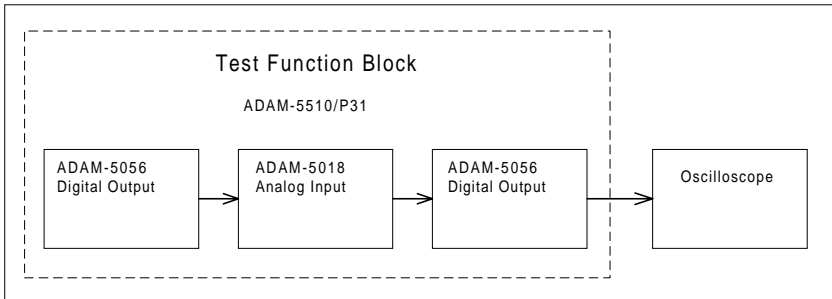 Test Function Block
ADAM-5510/P31
ADAM-5056
Digital Output
ADAM-5018
Analog Input
ADAM-5056
Digital Output
Oscilloscope